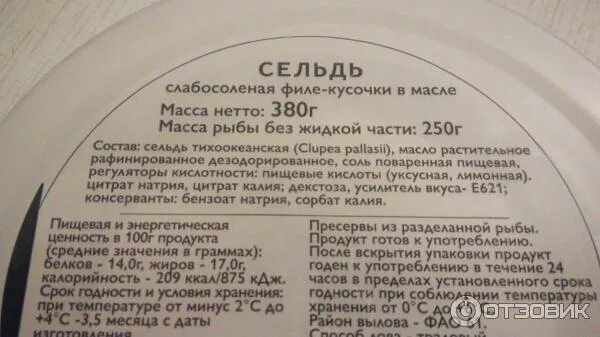 СЕЛЬДЬ
слабосоленая филе-кусочки в масле
Масса нетто: 380г
Масса рыбы без жидкой части: 250г
Состав: сельдь тихоокеанская (Clupea pallasii), масло растительное
рафинированное дезодорированное, соль поваренная пищевая,
регуляторы кислотности: пищевые кислоты (уксусная, лимонная).
цитрат натрия, цитрат калия; декстоза, усилитель вкуса- Е621;
консерванты: бензоат натрия, сорбат калия.
Пищевая и энергетическая
ценность в 100г продукта
(средние значения в граммах):
белков - 14,0г, жиров - 17,0г,
калорийность - 209 ккал/875 кДж.
Срок годности и условия хранения:
при температуре от минус 2°С до
+4°С -3,5 месяца с даты
изготовления
Пресервы из разделанной рыбы.
Продукт готов к употреблению.
После вскрытия упаковки продукт
годен к употреблению в течение 24
часов в пределах установленного срока
годности при соблюдении температуры
хранения от 0°С до
Район вылова - ФАО
Способ лова - траловый
ОТЗОВИК